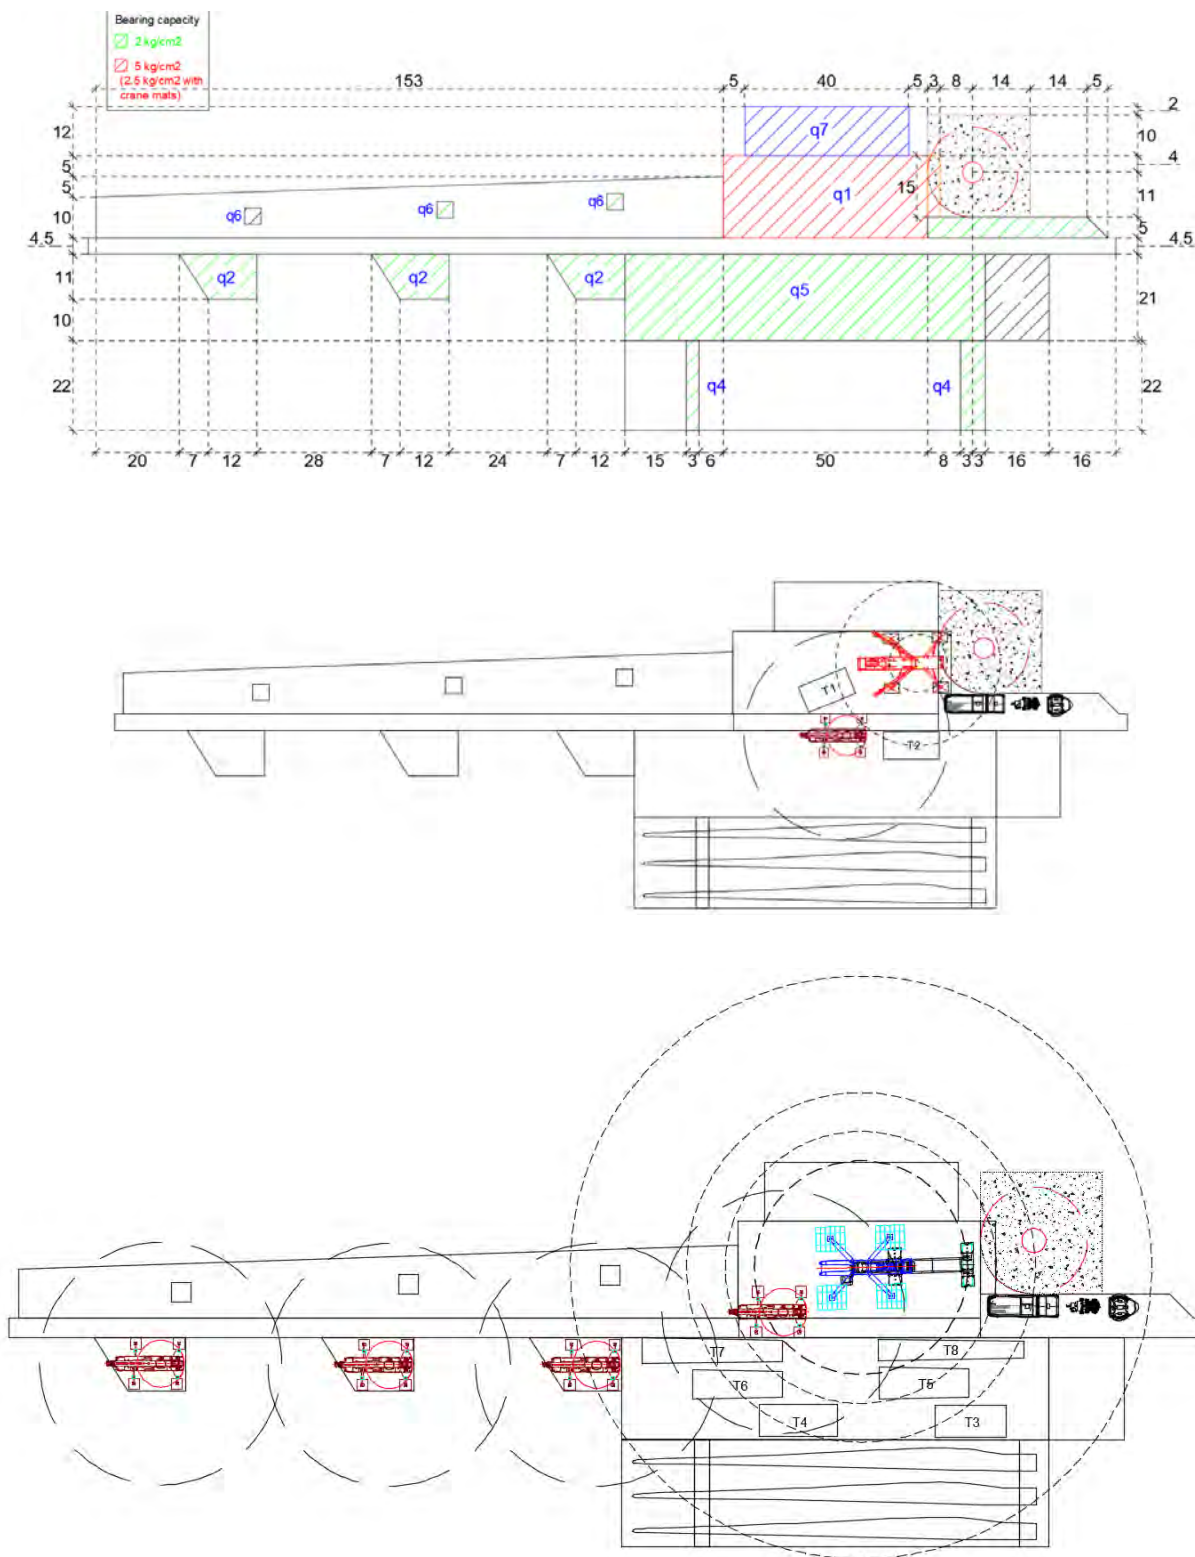 Bearing capacity
2 kg/cm2
5 kg/cm2
(2.5 kg/cm2 with
crane mats)
153
5
40
5
3
8
14
14
5
2
12
q7
10
5
4
5
15
q1
11
10
q6
q6
q6
5
4.5
4.5
11
q2
q2
q2
q5
21
10
22
q4
q4
22
20
7
12
28
7
12
24
7
12
15
3
6
50
8
3
3
16
16
T1
T2
T7
T8
T6
T5
T4
T3